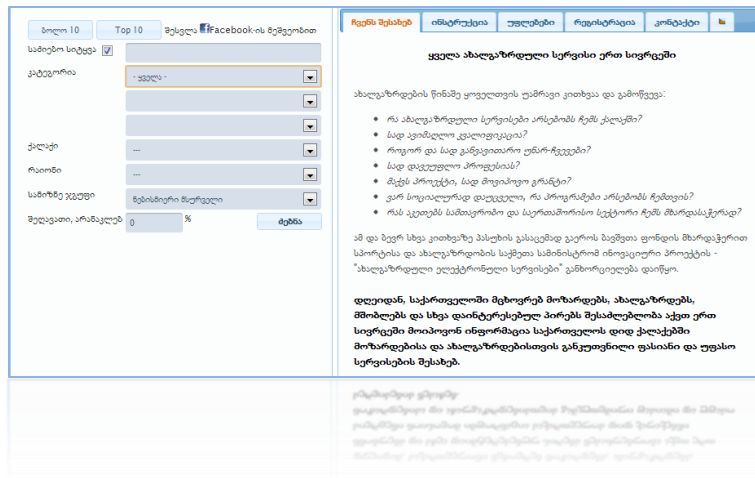 ბოლო 10 Top 10 შესვლა Facebook-ის მეშვეობით
საძიებო სიტყვა
კატეგორია - ყველა -
ქალაქი ---
რაიონი ---
სამიზნე ჯგუფი ნებისმიერი მსურველი
შეღავათი, არანაკლებ 0 % ძებნა
ჩვენს შესახებ ინსტრუქცია უფლებები რეგისტრაცია კონტაქტი
ყველა ახალგაზრდული სერვისი ერთ სივრცეში
ახალგაზრდების წინაშე ყოველთვის უამრავი კითხვაა და გამოწვევა:
რა ახალგაზრდული სერვისები არსებობს ჩემს ქალაქში?
სად ავიმაღლო კვალიფიკაცია?
როგორ და სად განვავითარო უნარ-ჩვევები?
სად დავეუფლო პროფესიას?
მაქვს პროექტი, სად მოვიპოვო გრანტი?
ვარ სოციალურად დაუცველი, რა პროგრამები არსებობს ჩემთვის?
რას აკეთებს სამთავრობო და საერთაშორისო სექტორი ჩემს მხარდასაჭერად?
ამ და ბევრ სხვა კითხვაზე პასუხის გასაცემად გაეროს ბავშვთა ფონდის მხარდაჭერით
სპორტისა და ახალგაზრდობის საქმეთა სამინისტრომ ინოვაციური პროექტის -
"ახალგაზრდული ელექტრონული სერვისები" განხორციელება დაიწყო.
დღეიდან, საქართველოში მცხოვრებ მოზარდებს, ახალგაზრდებს,
მშობლებს და სხვა დაინტერესებულ პირებს შესაძლებლობა აქვთ ერთ
სივრცეში მოიპოვონ ინფორმაცია საქართველოს დიდ ქალაქებში
მოზარდებისა და ახალგაზრდებისთვის განკუთვნილი ფასიანი და უფასო
სერვისების შესახებ.